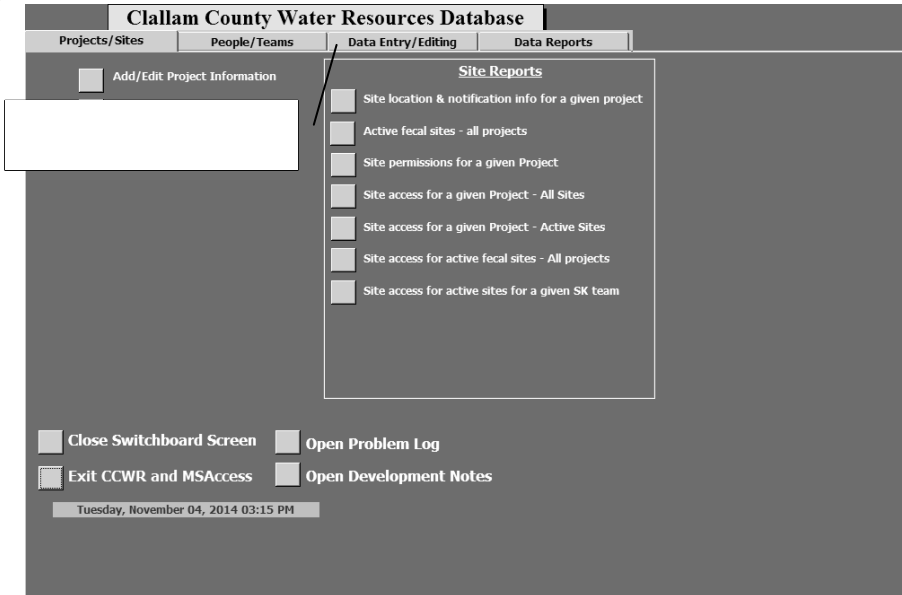 Clallam County Water Resources Database
Projects/Sites People/Teams Data Entry/Editing Data Reports
Add/Edit Project Information
Site Reports
Site location & notification info for a given project
Active fecal sites - all projects
Site permissions for a given Project
Site access for a given Project - All Sites
Site access for a given Project - Active Sites
Site access for active fecal sites - All projects
Site access for active sites for a given SK team
Close Switchboard Screen
Open Problem Log
Exit CCWR and MSAccess
Open Development Notes
Tuesday, November 04, 2014 03:15 PM